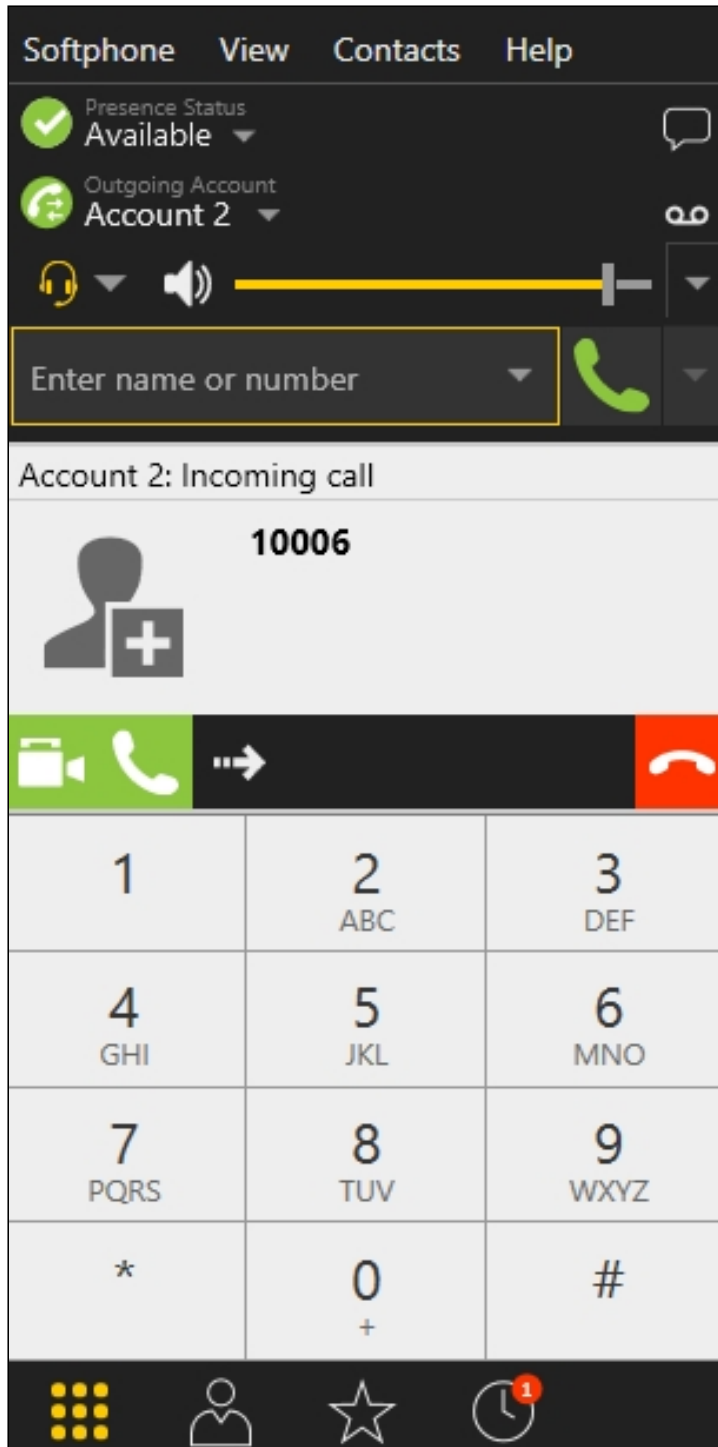 Softphone View Contacts Help
Presence Status
Available
Outgoing Account
Account 2
Enter name or number
Account 2: Incoming call
10006
1 2 3
ABC DEF
4 5 6
GHI JKL MNO
7 8 9
PQRS TUV WXYZ
* 0 #
+
1